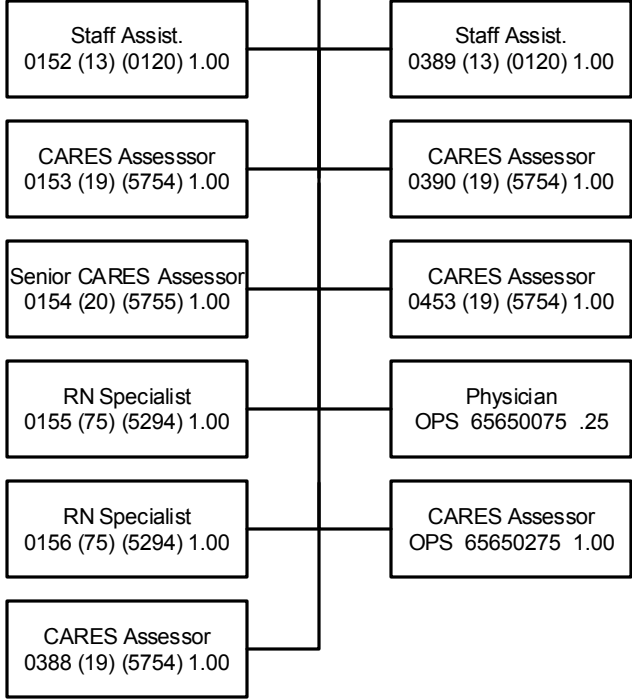 Staff Assist.
0152 (13) (0120) 1.00
CARES Assesssor
0153 (19) (5754) 1.00
Senior CARES Assessor
0154 (20) (5755) 1.00
RN Specialist
0155 (75) (5294) 1.00
RN Specialist
0156 (75) (5294) 1.00
CARES Assessor
0388 (19) (5754) 1.00
Staff Assist.
0389 (13) (0120) 1.00
CARES Assessor
0390 (19) (5754) 1.00
CARES Assessor
0453 (19) (5754) 1.00
Physician
OPS 65650075 .25
CARES Assessor
OPS 65650275 1.00